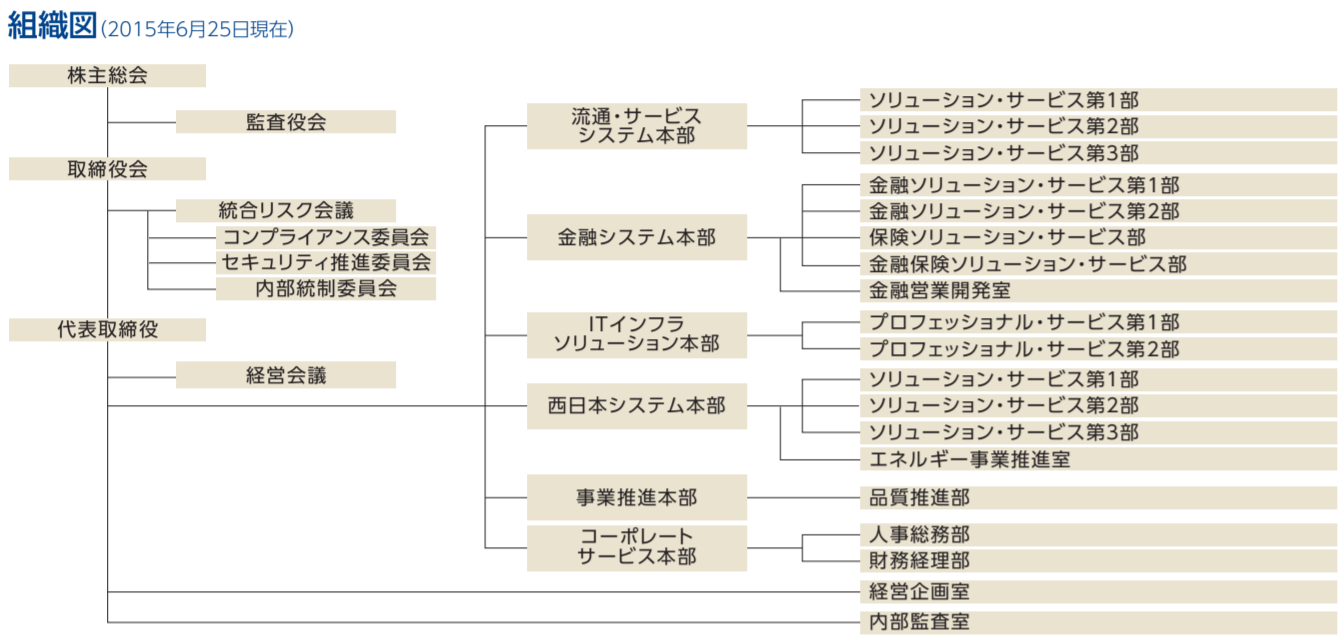 組織図(2015年6月25日現在)
株主総会
監査役会
取締役会
統合リスク会議
コンプライアンス委員会
セキュリティ推進委員会
内部統制委員会
代表取締役
経営会議
流通・サービス
システム本部
ソリューション・サービス第1部
ソリューション・サービス第2部
ソリューション・サービス第3部
金融システム本部
金融ソリューション・サービス第1部
金融ソリューション・サービス第2部
保険ソリューション・サービス部
金融保険ソリューション・サービス部
金融営業開発室
ITインフラ
ソリューション本部
プロフェッショナル・サービス第1部
プロフェッショナル・サービス第2部
西日本システム本部
ソリューション・サービス第1部
ソリューション・サービス第2部
ソリューション・サービス第3部
エネルギー事業推進室
事業推進本部
品質推進部
コーポレート
サービス本部
人事総務部
財務経理部
経営企画室
内部監査室